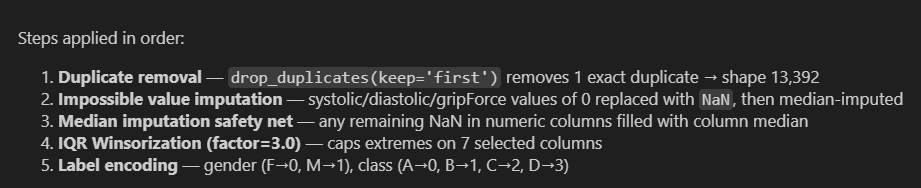 Steps applied in order:
1. Duplicate removal — drop_duplicates(keep='first') removes 1 exact duplicate → shape 13,392
2. Impossible value imputation — systolic/diastolic/gripForce values of 0 replaced with NaN, then median-imputed
3. Median imputation safety net — any remaining NaN in numeric columns filled with column median
4. IQR Winsorization (factor=3.0) — caps extremes on 7 selected columns
5. Label encoding — gender (F→0, M→1), class (A→0, B→1, C→2, D→3)